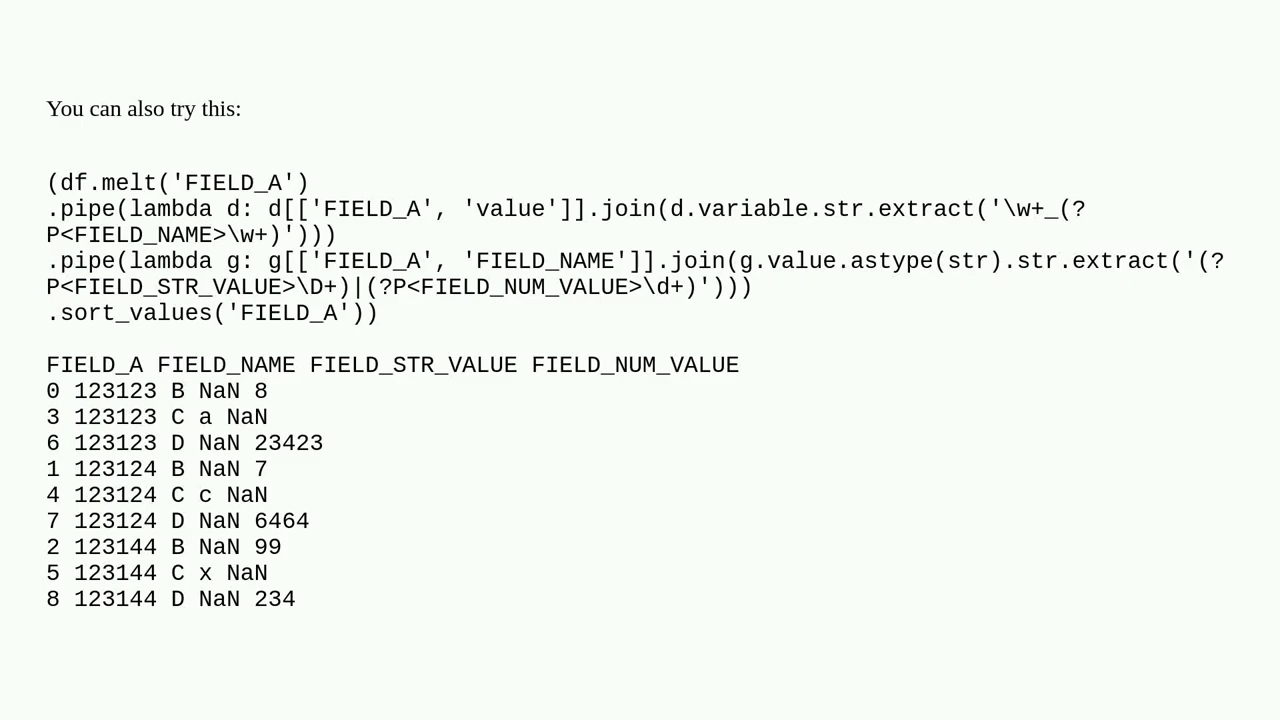 You can also try this:
(df.melt('FIELD_A')
.pipe(lambda d: d[['FIELD_A', 'value']].join(d.variable.str.extract('\w+_(?
P<FIELD_NAME>\w+)')))
.pipe(lambda g: g[['FIELD_A', 'FIELD_NAME']].join(g.value.astype(str).str.extract('(?
P<FIELD_STR_VALUE>\D+)|(?P<FIELD_NUM_VALUE>\d+)')))
.sort_values('FIELD_A'))
FIELD_A FIELD_NAME FIELD_STR_VALUE FIELD_NUM_VALUE
0 123123 B NaN 8
3 123123 C a NaN
6 123123 D NaN 23423
1 123124 B NaN 7
4 123124 C c NaN
7 123124 D NaN 6464
2 123144 B NaN 99
5 123144 C x NaN
8 123144 D NaN 234